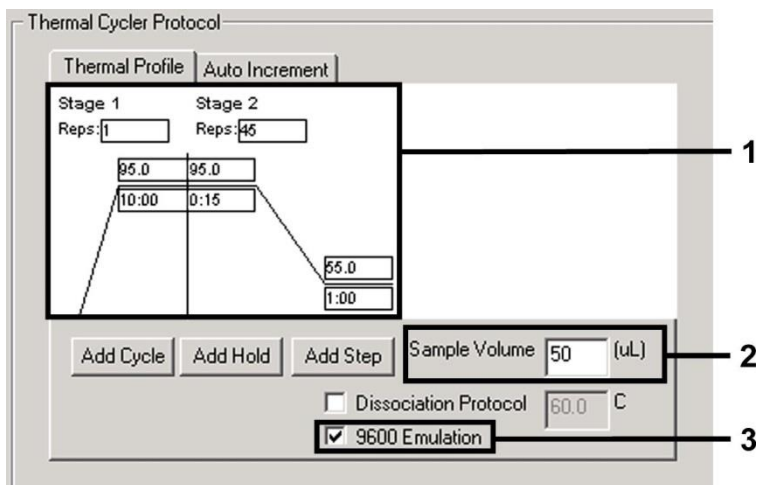 Thermal Cycler Protocol
Thermal Profile Auto Increment
Stage 1 Stage 2
Reps: 1 Reps: 45
1
95.0 95.0
10:00 0:15
55.0
1:00
Add Cycle Add Hold Add Step Sample Volume 50 (uL)
2
Dissociation Protocol 60.0 C
9600 Emulation
3